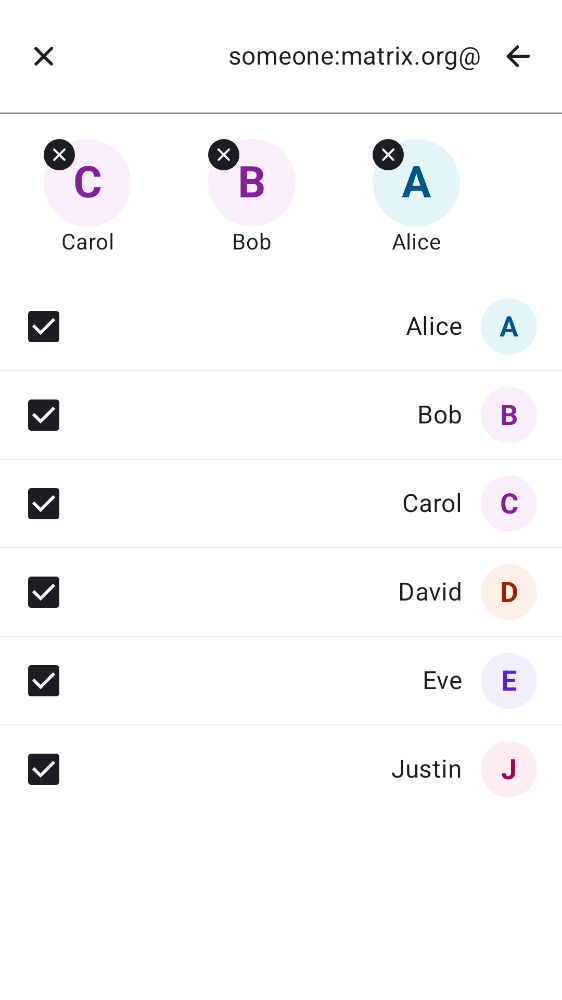 someone:matrix.org@
C B A
Carol Bob Alice
Alice A
Bob B
Carol C
David D
Eve E
Justin J